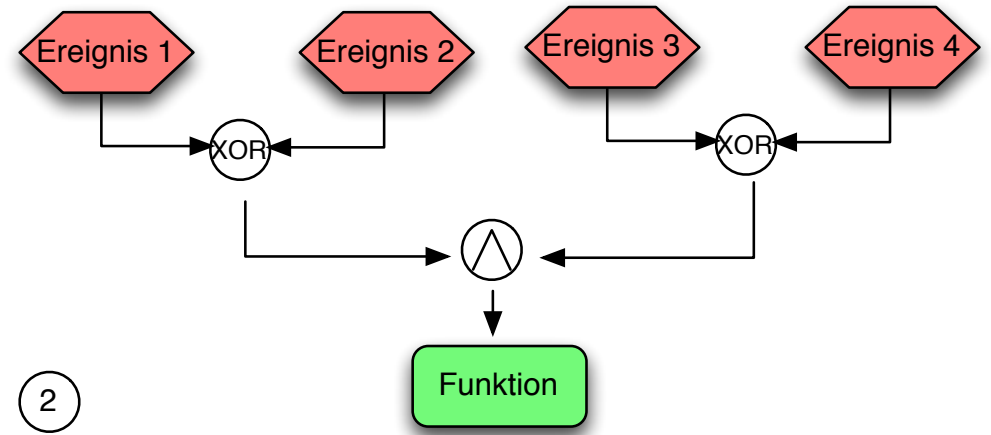 Ereignis 1
Ereignis 2
Ereignis 3
Ereignis 4
XOR
XOR
∧
Funktion
2